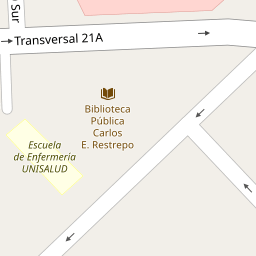 Sur
Transversal 21A
Biblioteca
Pública
Carlos
E. Restrepo
Escuela
de Enfermería
UNISALUD